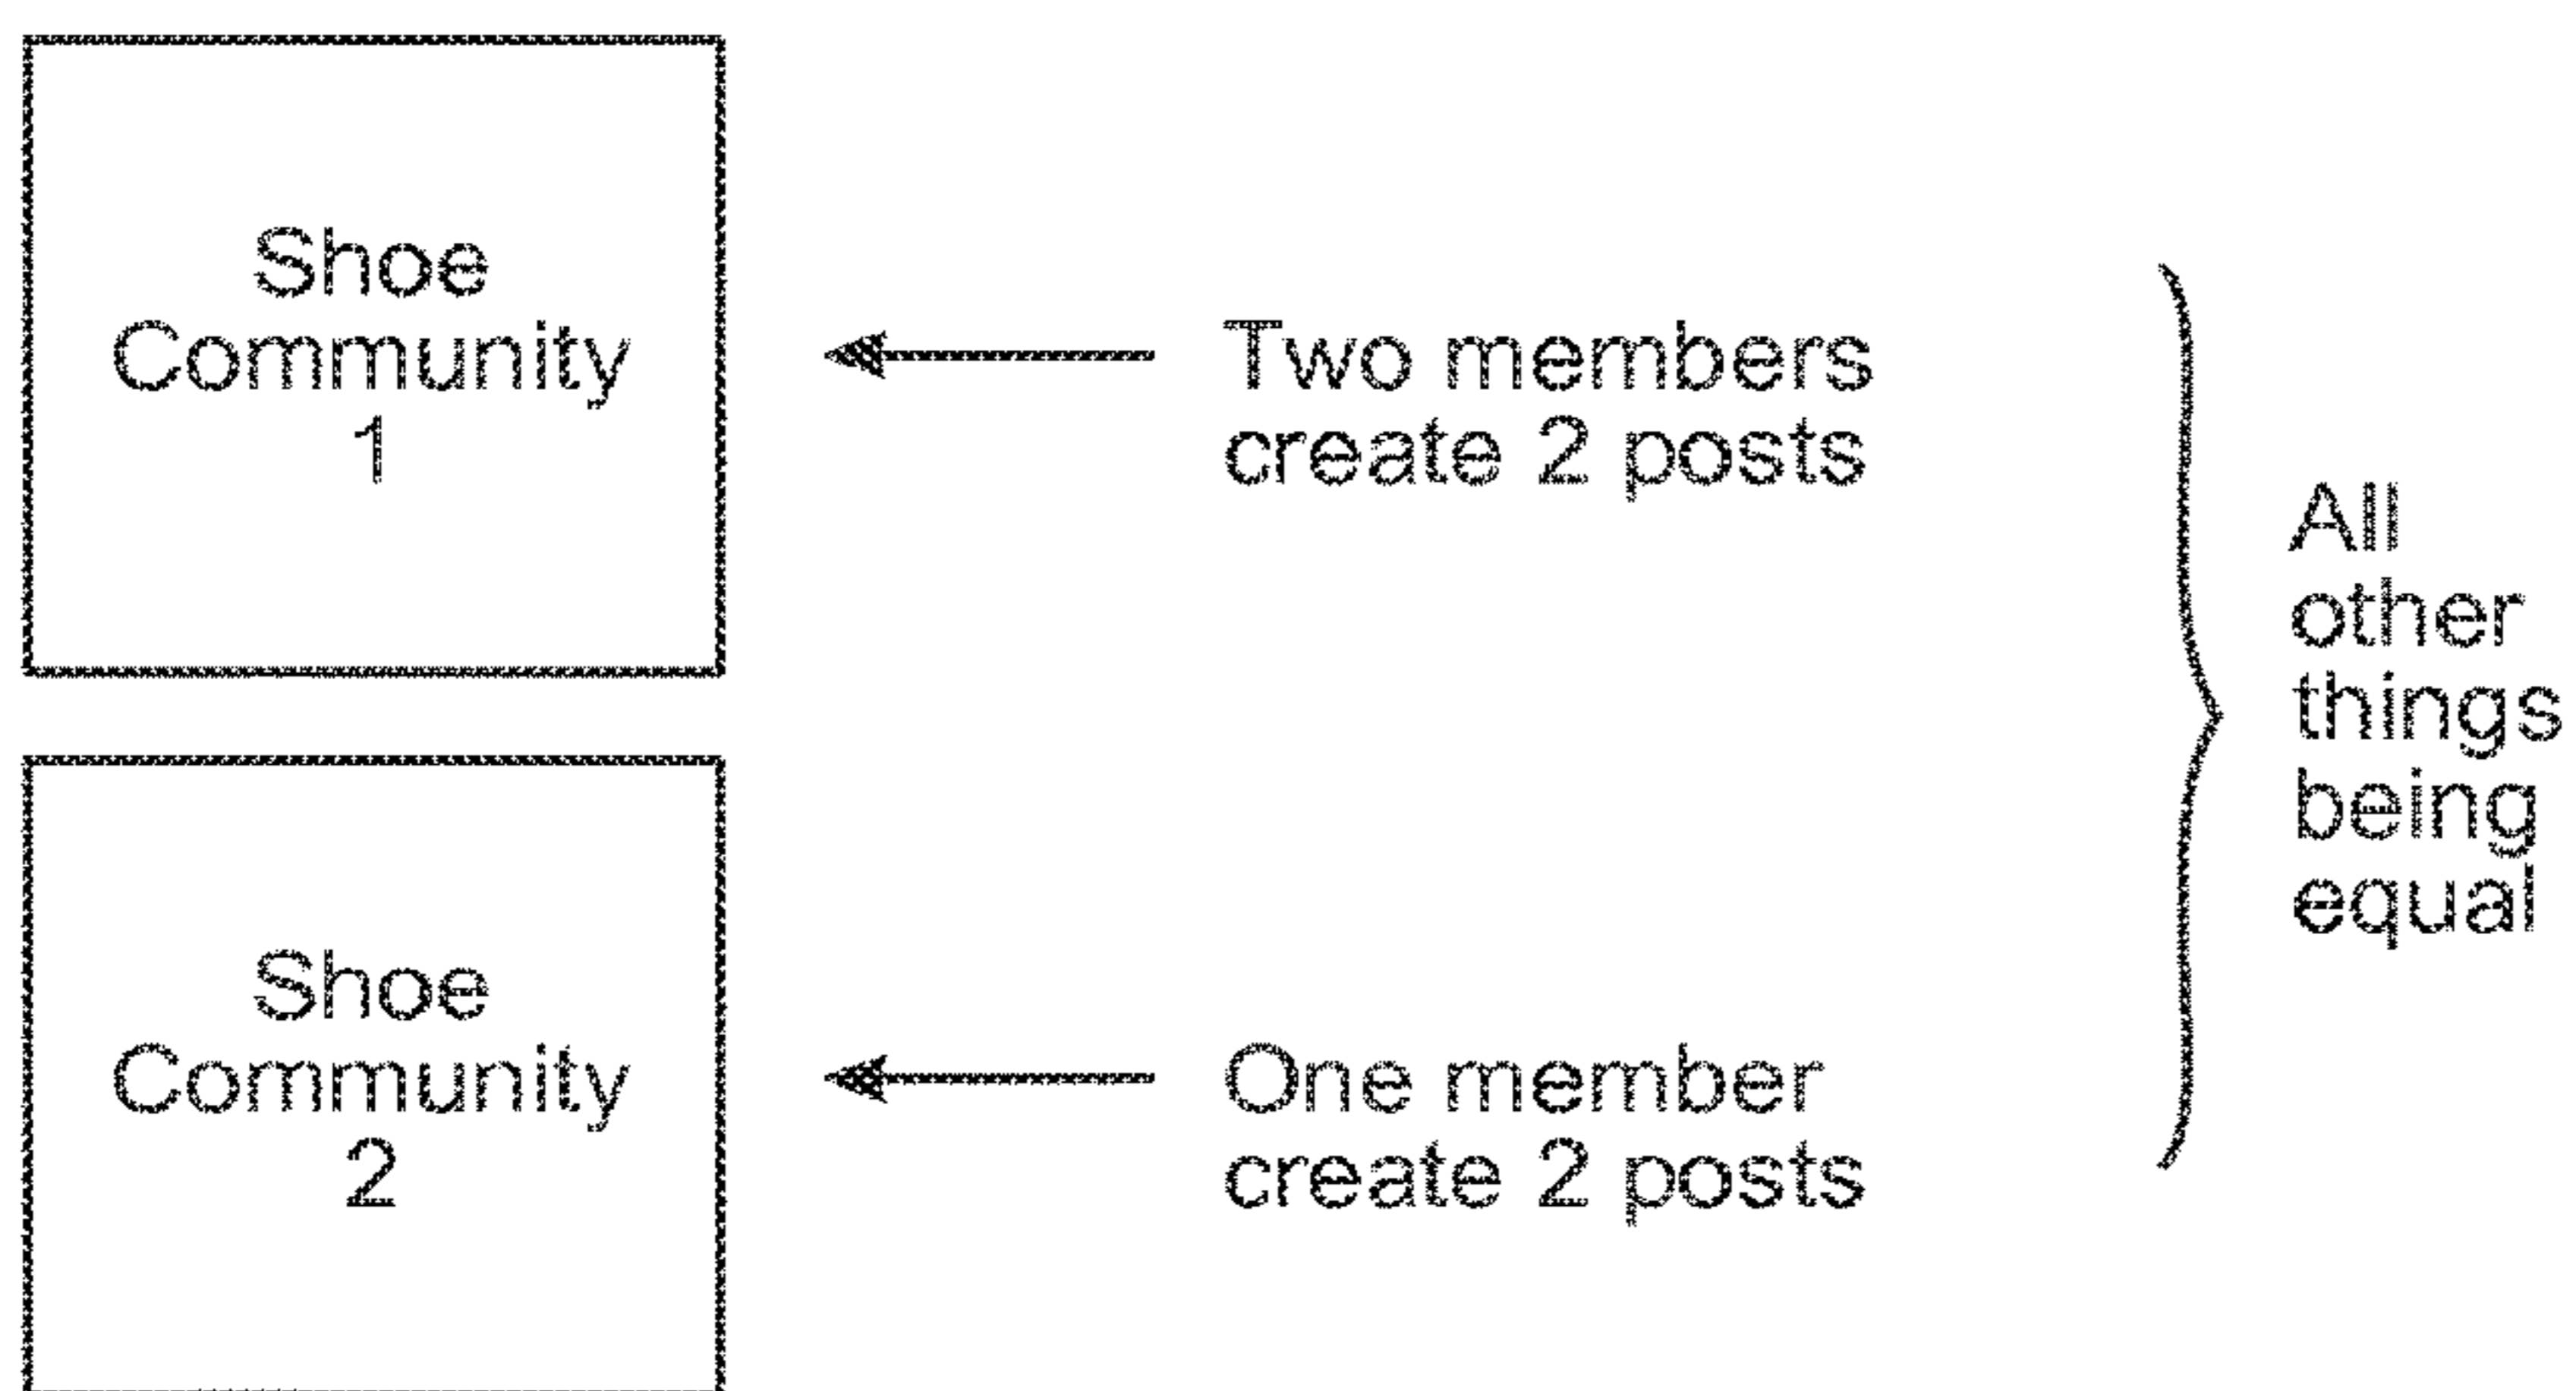 Shoe
Community
1
Two members
create 2 posts
All
other
things
being
equal
Shoe
Community
2
One member
create 2 posts